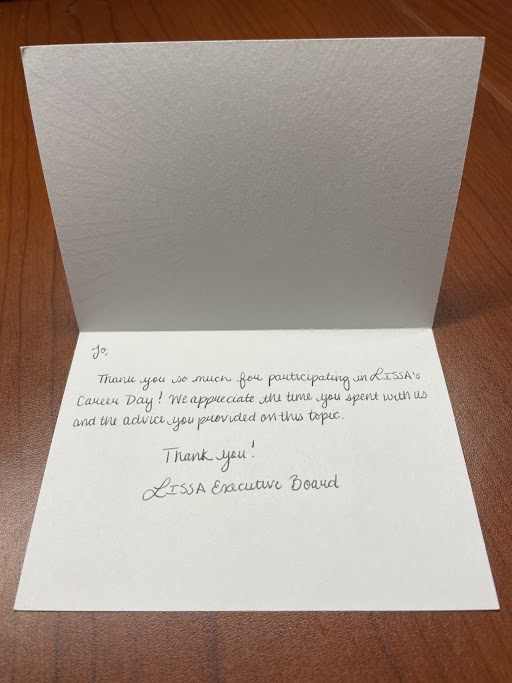 Jo,
Thank you so much for participating in LISSA's
Career Day! We appreciate the time you spent with us
and the advice you provided on this topic.
Thank you!
LISSA Executive Board